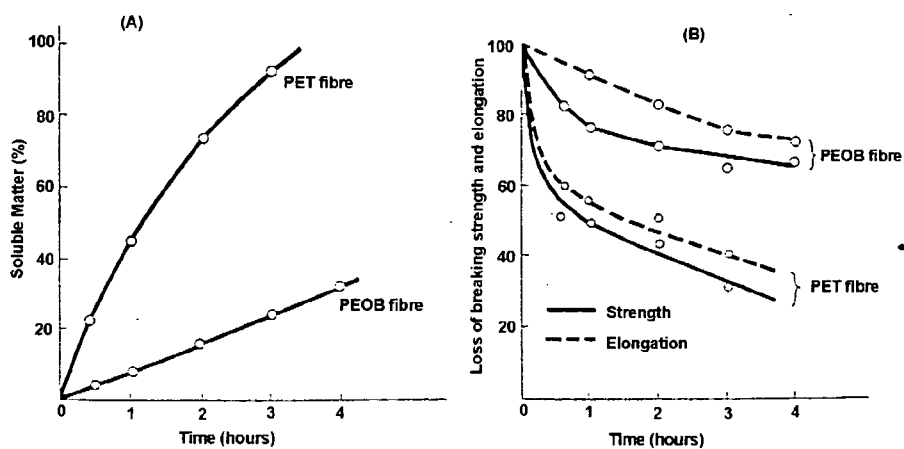 (A)
100
80
60
40
20
0
1
2
3
4
Soluble Matter (%)
Time (hours)
PET fibre
PEOB fibre
(B)
100
80
60
40
20
0
1
2
3
4
Loss of breaking strength and elongation
Time (hours)
PEOB fibre
PET fibre
Strength
Elongation